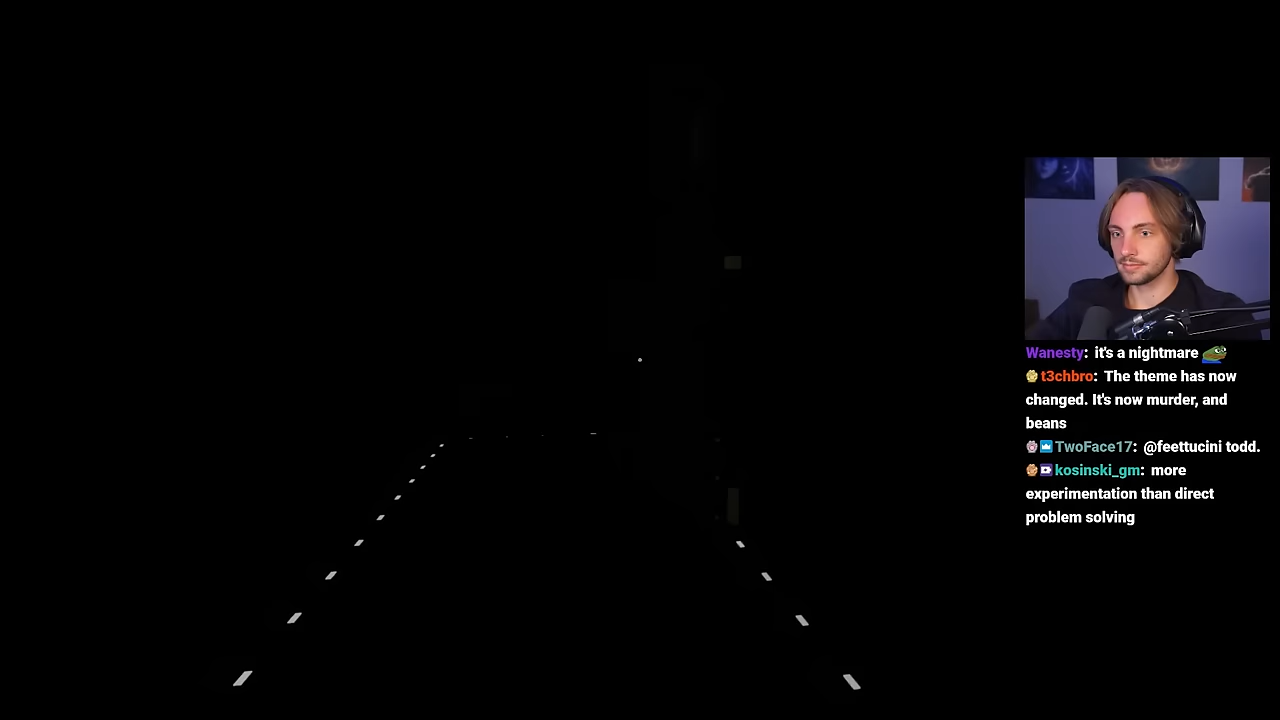 Wanesty: it's a nightmare
t3chbro: The theme has now
changed. It's now murder, and
beans
TwoFace17: @feettucini todd.
kosinski_gm: more
experimentation than direct
problem solving